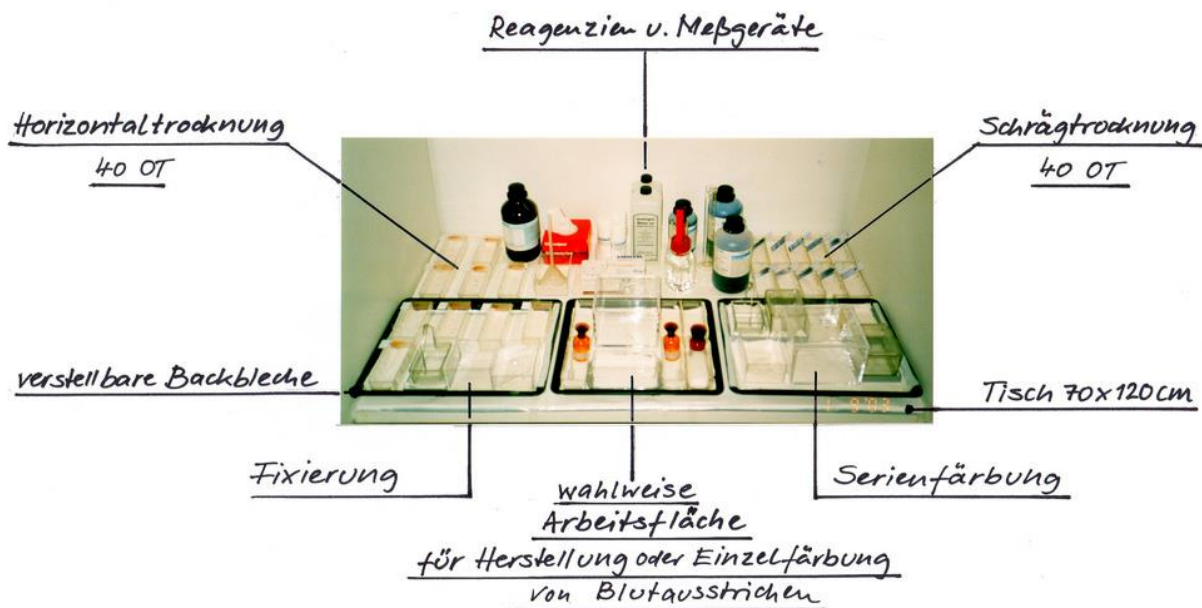 Reagenzien u. Meßgeräte
Horizontaltrocknung
40 OT
Schrägtrocknung
40 OT
verstellbare Backbleche
Tisch 70x120cm
Fixierung
wahlweise
Arbeitsfläche
für Herstellung oder Einzelfärbung
von Blutausstrichen
Serienfärbung